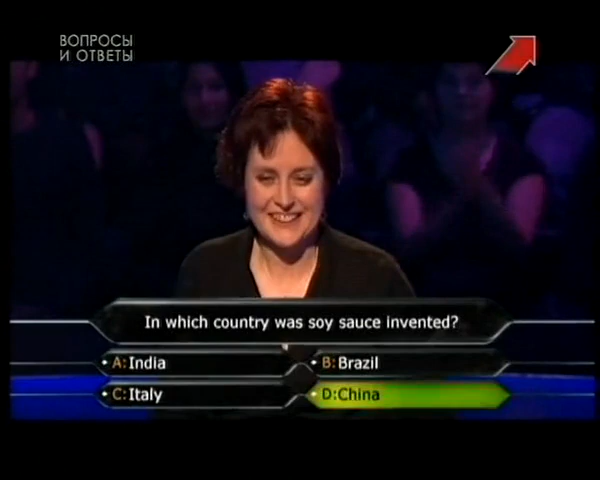 ВОПРОСЫ
И ОТВЕТЫ
In which country was soy sauce invented?
A: India
B: Brazil
C: Italy
D: China